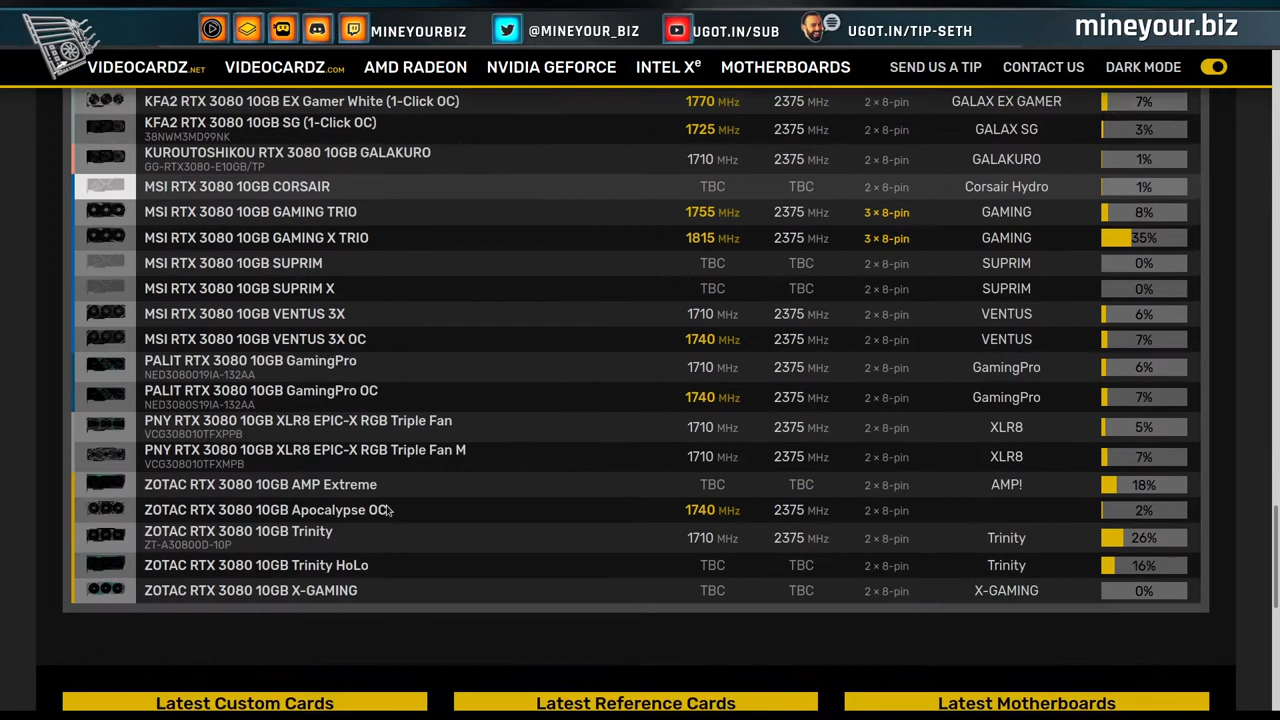 MINEYOURBIZ @MINEYOUR_BIZ UGOT.IN/SUB UGOT.IN/TIP-SETH mineyour.biz
VIDEOCARDZ.NET VIDEOCARDZ.COM AMD RADEON NVIDIA GEFORCE INTEL Xe MOTHERBOARDS SEND US A TIP CONTACT US DARK MODE
KFA2 RTX 3080 10GB EX Gamer White (1-Click OC) 1770 MHz 2375 MHz 2 × 8-pin GALAX EX GAMER 7%
KFA2 RTX 3080 10GB SG (1-Click OC) 1725 MHz 2375 MHz 2 × 8-pin GALAX SG 3%
38NWM3MD99NK
KUROUTOSHIKOU RTX 3080 10GB GALAKURO 1710 MHz 2375 MHz 2 × 8-pin GALAKURO 1%
GG-RTX3080-E10GB/TP
MSI RTX 3080 10GB CORSAIR TBC TBC 2 × 8-pin Corsair Hydro 1%
MSI RTX 3080 10GB GAMING TRIO 1755 MHz 2375 MHz 3 × 8-pin GAMING 8%
MSI RTX 3080 10GB GAMING X TRIO 1815 MHz 2375 MHz 3 × 8-pin GAMING 35%
MSI RTX 3080 10GB SUPRIM TBC TBC 2 × 8-pin SUPRIM 0%
MSI RTX 3080 10GB SUPRIM X TBC TBC 2 × 8-pin SUPRIM 0%
MSI RTX 3080 10GB VENTUS 3X 1710 MHz 2375 MHz 2 × 8-pin VENTUS 6%
MSI RTX 3080 10GB VENTUS 3X OC 1740 MHz 2375 MHz 2 × 8-pin VENTUS 7%
PALIT RTX 3080 10GB GamingPro 1710 MHz 2375 MHz 2 × 8-pin GamingPro 6%
NED3080019IA-132AA
PALIT RTX 3080 10GB GamingPro OC 1740 MHz 2375 MHz 2 × 8-pin GamingPro 7%
NED3080S19IA-132AA
PNY RTX 3080 10GB XLR8 EPIC-X RGB Triple Fan 1710 MHz 2375 MHz 2 × 8-pin XLR8 5%
VCG308010TFXPPB
PNY RTX 3080 10GB XLR8 EPIC-X RGB Triple Fan M 1710 MHz 2375 MHz 2 × 8-pin XLR8 7%
VCG308010TFXMPB
ZOTAC RTX 3080 10GB AMP Extreme TBC TBC 2 × 8-pin AMP! 18%
ZOTAC RTX 3080 10GB Apocalypse OC 1740 MHz 2375 MHz 2 × 8-pin 2%
ZOTAC RTX 3080 10GB Trinity 1710 MHz 2375 MHz 2 × 8-pin Trinity 26%
ZT-A30800D-10P
ZOTAC RTX 3080 10GB Trinity HoLo TBC TBC 2 × 8-pin Trinity 16%
ZOTAC RTX 3080 10GB X-GAMING TBC TBC 2 × 8-pin X-GAMING 0%
Latest Custom Cards Latest Reference Cards Latest Motherboards